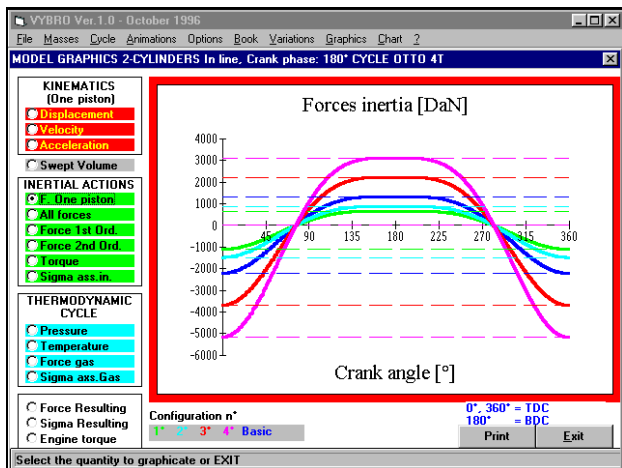 VYBRO Ver.1.0 - October 1996
File Masses Cycle Animations Options Book Variations Graphics Chart ?
MODEL GRAPHICS 2-CYLINDERS In line, Crank phase: 180° CYCLE OTTO 4T
KINEMATICS
(One piston)
Displacement
Velocity
Acceleration
Swept Volume
INERTIAL ACTIONS
F. One piston
All forces
Force 1st Ord.
Force 2nd Ord.
Torque
Sigma ass.in.
THERMODYNAMIC
CYCLE
Pressure
Temperature
Force gas
Sigma axs.Gas
Force Resulting
Sigma Resulting
Engine torque
Forces inertia [DaN]
4000
3000
2000
1000
0
-1000
-2000
-3000
-4000
-5000
-6000
45 90 135 180 225 270 315 360
Crank angle [°]
Configuration n°
1° 2° 3° 4° Basic
0°, 360° = TDC
180° = BDC
Print Exit
Select the quantity to graphicate or EXIT